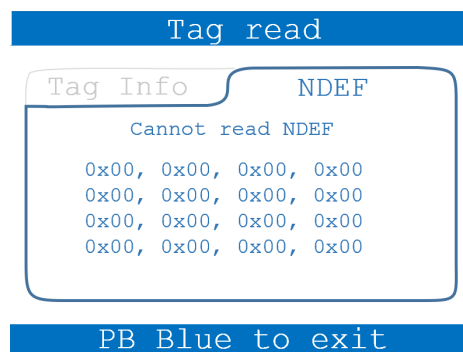 Tag read
Tag Info
NDEF
Cannot read NDEF
0x00, 0x00, 0x00, 0x00
0x00, 0x00, 0x00, 0x00
0x00, 0x00, 0x00, 0x00
0x00, 0x00, 0x00, 0x00
PB Blue to exit